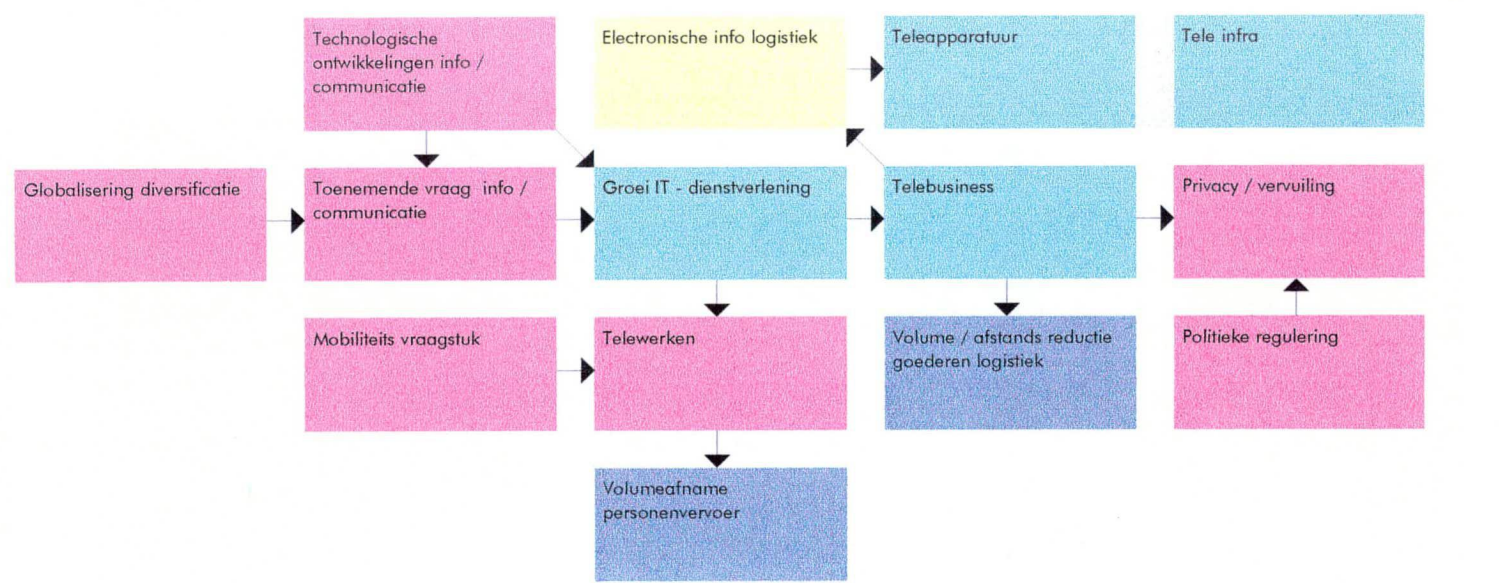 Technologische
ontwikkelingen info /
communicatie
Electronische info logistiek
Teleapparatuur
Tele infra
Globalisering diversificatie
Toenemende vraag info /
communicatie
Groei IT - dienstverlening
Telebusiness
Privacy / vervuiling
Mobiliteits vraagstuk
Telewerken
Volume / afstands reductie
goederen logistiek
Politieke regulering
Volumeafname
personenvervoer